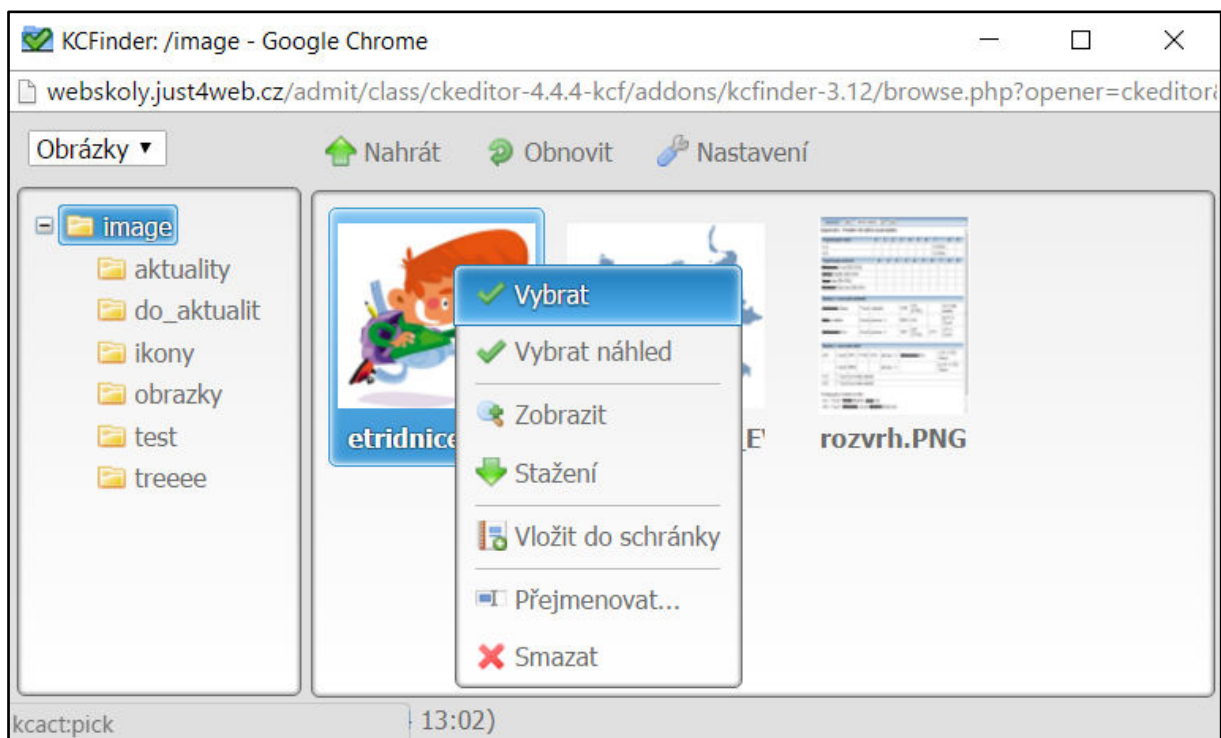 KCFinder: /image - Google Chrome
webskoly.just4web.cz/admit/class/ckeditor-4.4.4-kcf/addons/kcfinder-3.12/browse.php?opener=ckeditor&
Obrázky
Nahrát
Obnovit
Nastavení
image
aktuality
do_aktualit
ikony
obrazky
test
treeee
etridnice
rozvrh.PNG
Vybrat
Vybrat náhled
Zobrazit
Stažení
Vložit do schránky
Přejmenovat...
Smazat
kcact:pick
13:02)